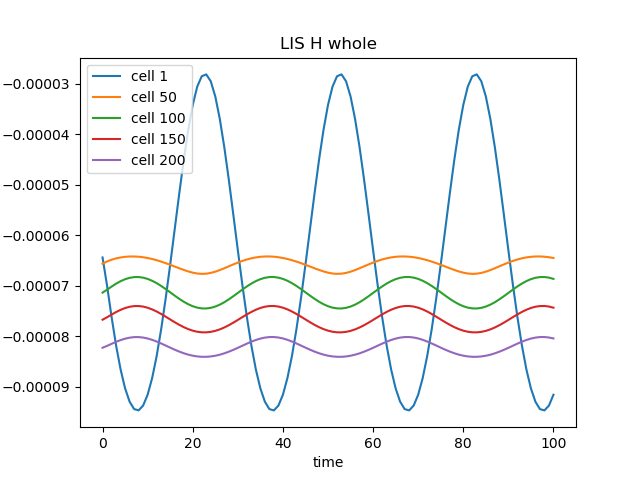 LIS H whole
cell 1
cell 50
cell 100
cell 150
cell 200
−0.00003
−0.00004
−0.00005
−0.00006
−0.00007
−0.00008
−0.00009
0 20 40 60 80 100
time